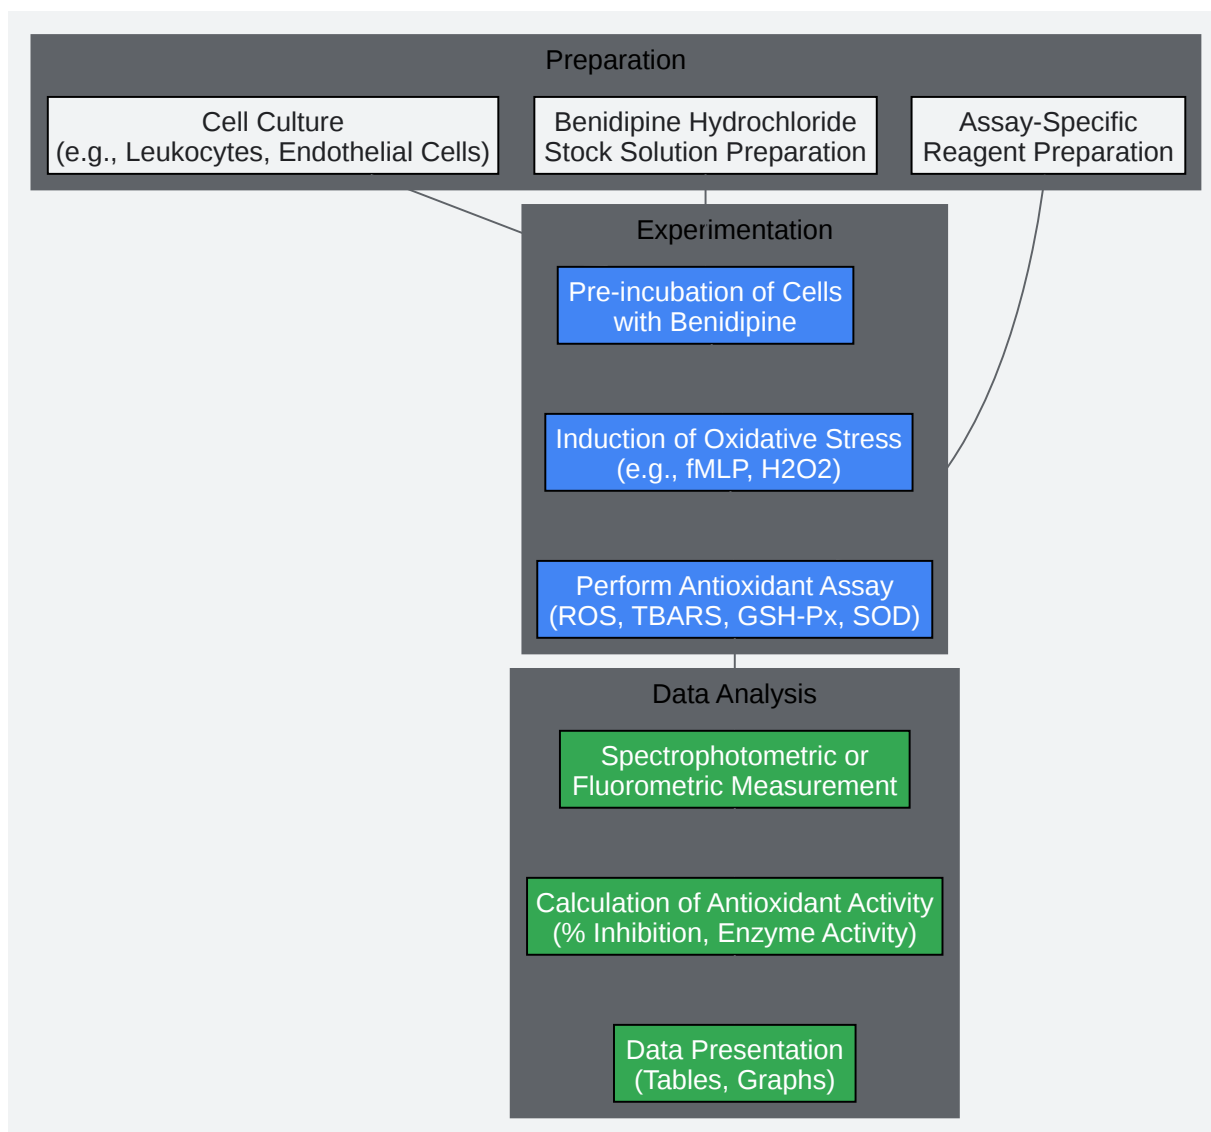 Preparation
Cell Culture
(e.g., Leukocytes, Endothelial Cells)
Benidipine Hydrochloride
Stock Solution Preparation
Assay-Specific
Reagent Preparation
Experimentation
Pre-incubation of Cells
with Benidipine
Induction of Oxidative Stress
(e.g., fMLP, H2O2)
Perform Antioxidant Assay
(ROS, TBARS, GSH-Px, SOD)
Data Analysis
Spectrophotometric or
Fluorometric Measurement
Calculation of Antioxidant Activity
(% Inhibition, Enzyme Activity)
Data Presentation
(Tables, Graphs)